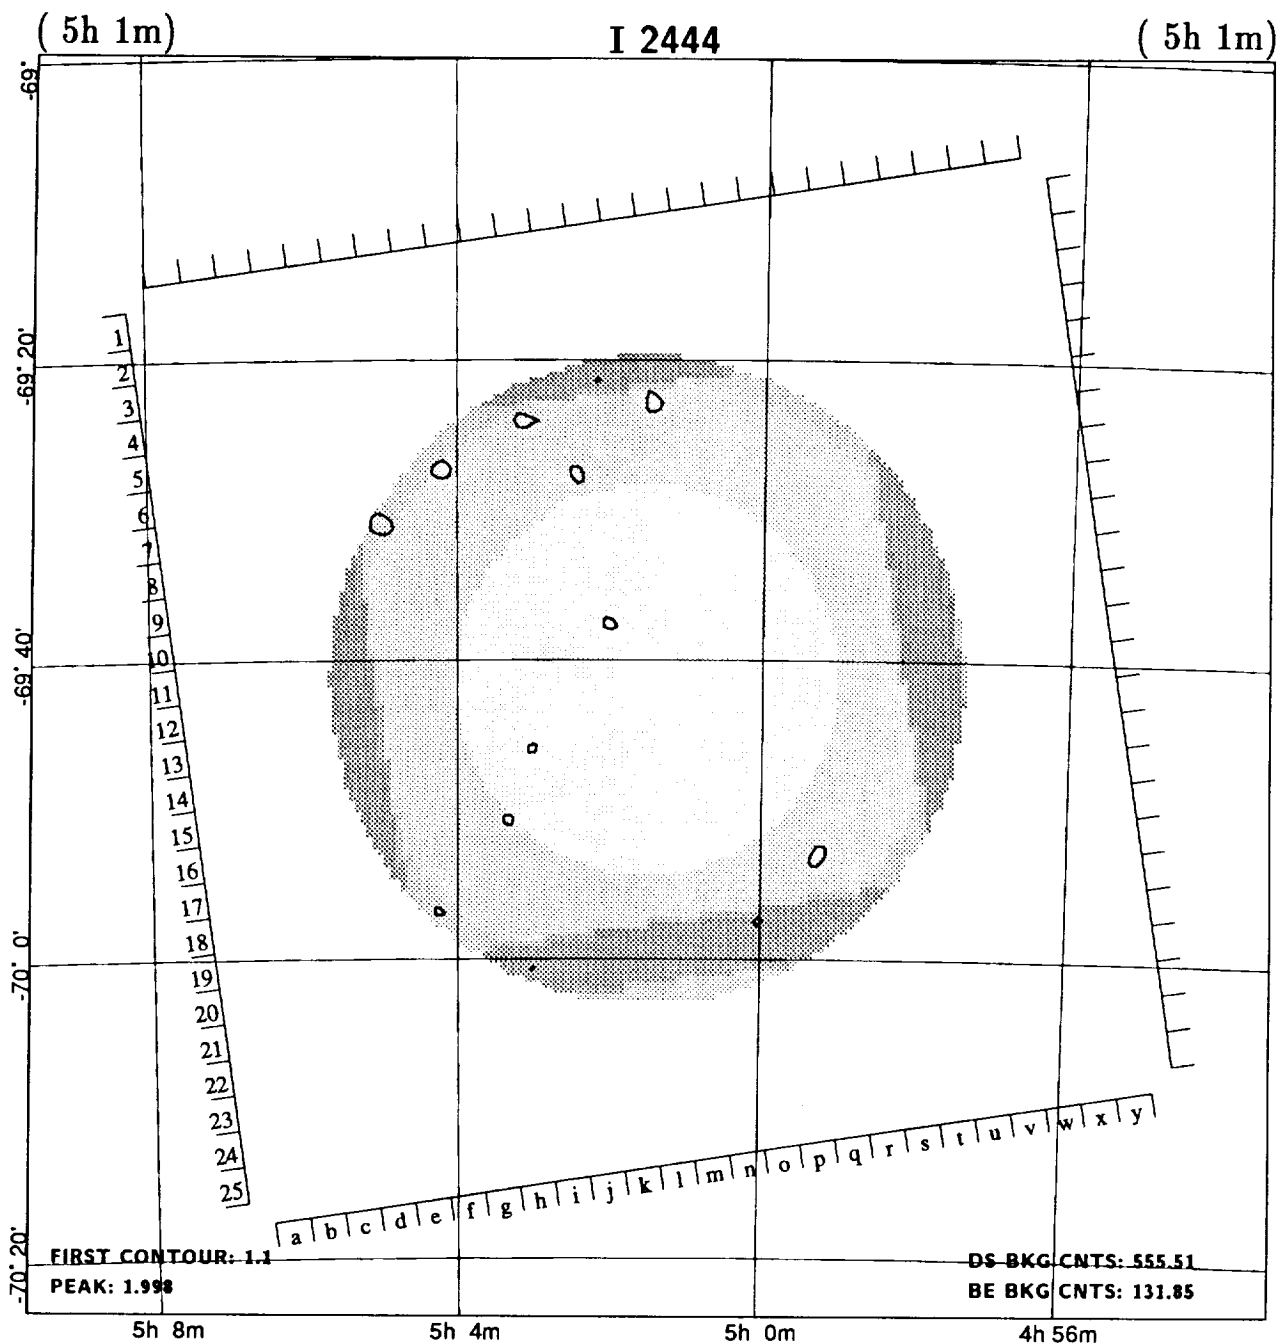 ( 5h 1m)
I 2444
( 5h 1m)
-69°
-69° 20'
-69° 40'
-70° 0'
-70° 20'
1
2
3
4
5
6
7
8
9
10
11
12
13
14
15
16
17
18
19
20
21
22
23
24
25
a b c d e f g h i j k l m n o p q r s t u v w x y
FIRST CONTOUR: 1.1
PEAK: 1.998
DS BKG CNTS: 555.51
BE BKG CNTS: 131.85
5h 8m
5h 4m
5h 0m
4h 56m